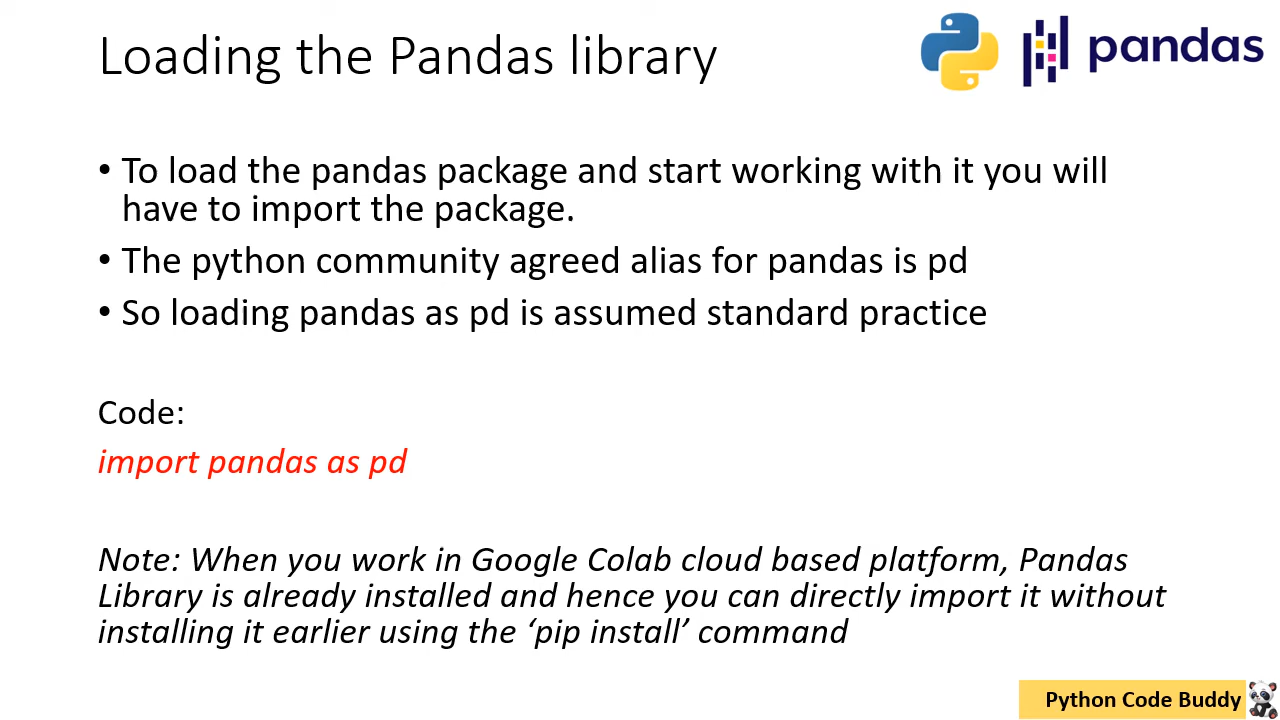 Loading the Pandas library
pandas
• To load the pandas package and start working with it you will
have to import the package.
• The python community agreed alias for pandas is pd
• So loading pandas as pd is assumed standard practice
Code:
import pandas as pd
Note: When you work in Google Colab cloud based platform, Pandas
Library is already installed and hence you can directly import it without
installing it earlier using the ‘pip install’ command
Python Code Buddy